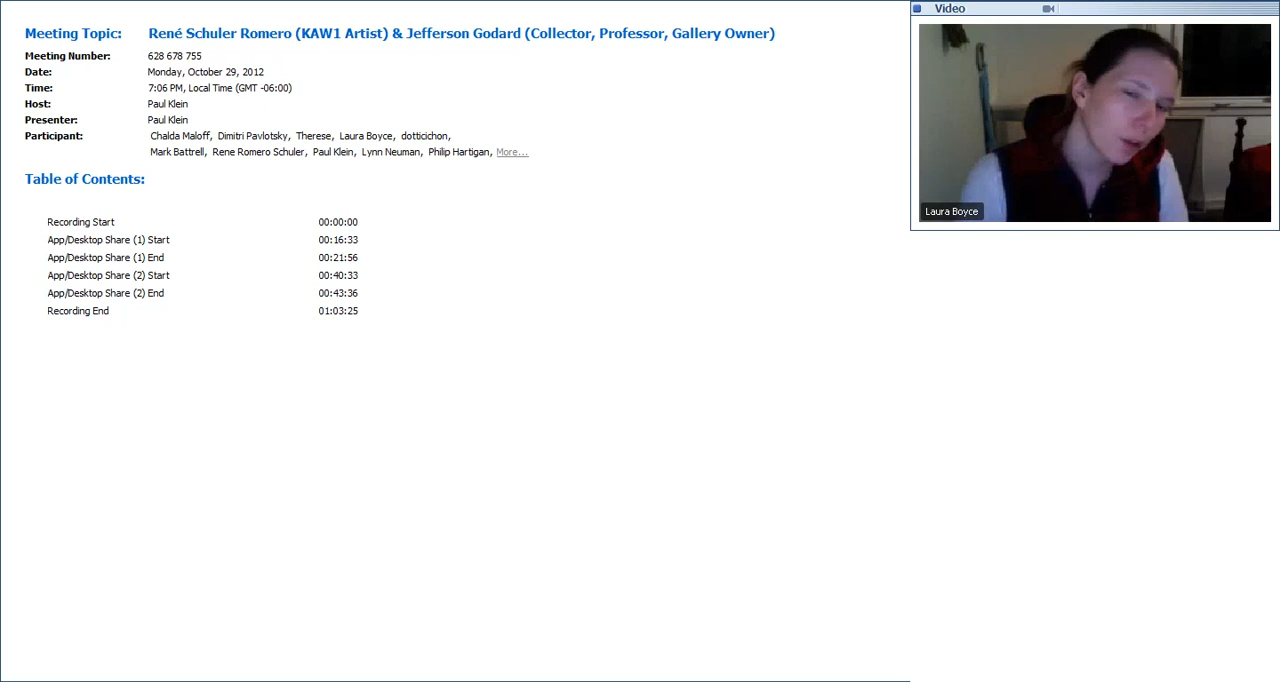 Meeting Topic: René Schuler Romero (KAW1 Artist) & Jefferson Godard (Collector, Professor, Gallery Owner)
Meeting Number: 628 678 755
Date: Monday, October 29, 2012
Time: 7:06 PM, Local Time (GMT -06:00)
Host: Paul Klein
Presenter: Paul Klein
Participant: Chalda Maloff, Dimitri Pavlotsky, Therese, Laura Boyce, dotticichon,
Mark Battrell, Rene Romero Schuler, Paul Klein, Lynn Neuman, Philip Hartigan, More...
Table of Contents:
Recording Start 00:00:00
App/Desktop Share (1) Start 00:16:33
App/Desktop Share (1) End 00:21:56
App/Desktop Share (2) Start 00:40:33
App/Desktop Share (2) End 00:43:36
Recording End 01:03:25
Video
Laura Boyce